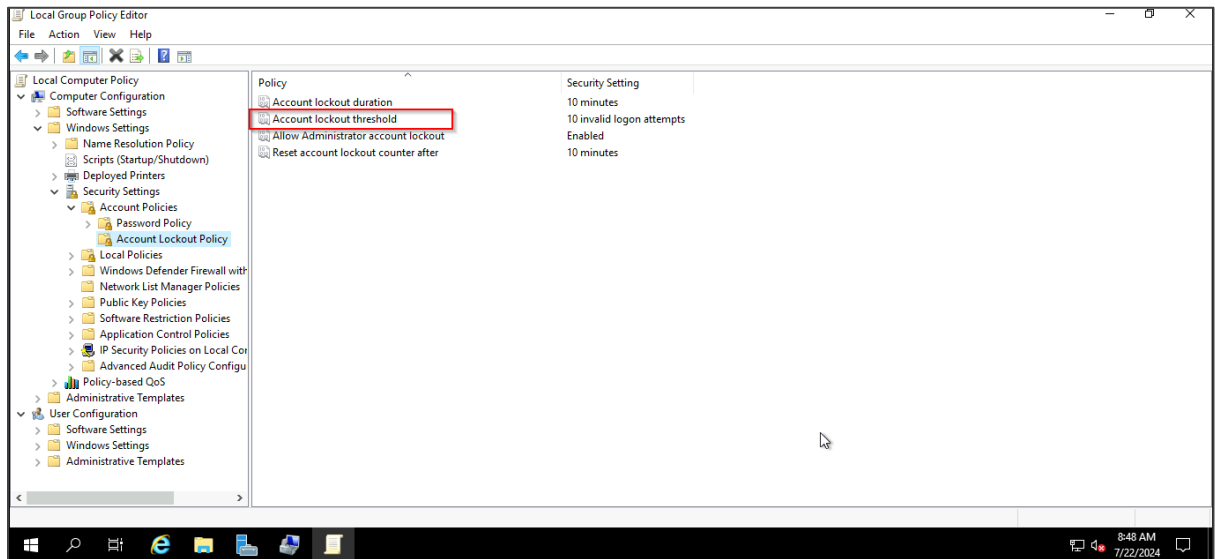 Local Group Policy Editor
File Action View Help
Local Computer Policy
Computer Configuration
Software Settings
Windows Settings
Name Resolution Policy
Scripts (Startup/Shutdown)
Deployed Printers
Security Settings
Account Policies
Password Policy
Account Lockout Policy
Local Policies
Windows Defender Firewall with
Network List Manager Policies
Public Key Policies
Software Restriction Policies
Application Control Policies
IP Security Policies on Local Cor
Advanced Audit Policy Configu
Policy-based QoS
Administrative Templates
User Configuration
Software Settings
Windows Settings
Administrative Templates
Policy Security Setting
Account lockout duration 10 minutes
Account lockout threshold 10 invalid logon attempts
Allow Administrator account lockout Enabled
Reset account lockout counter after 10 minutes
8:48 AM
7/22/2024